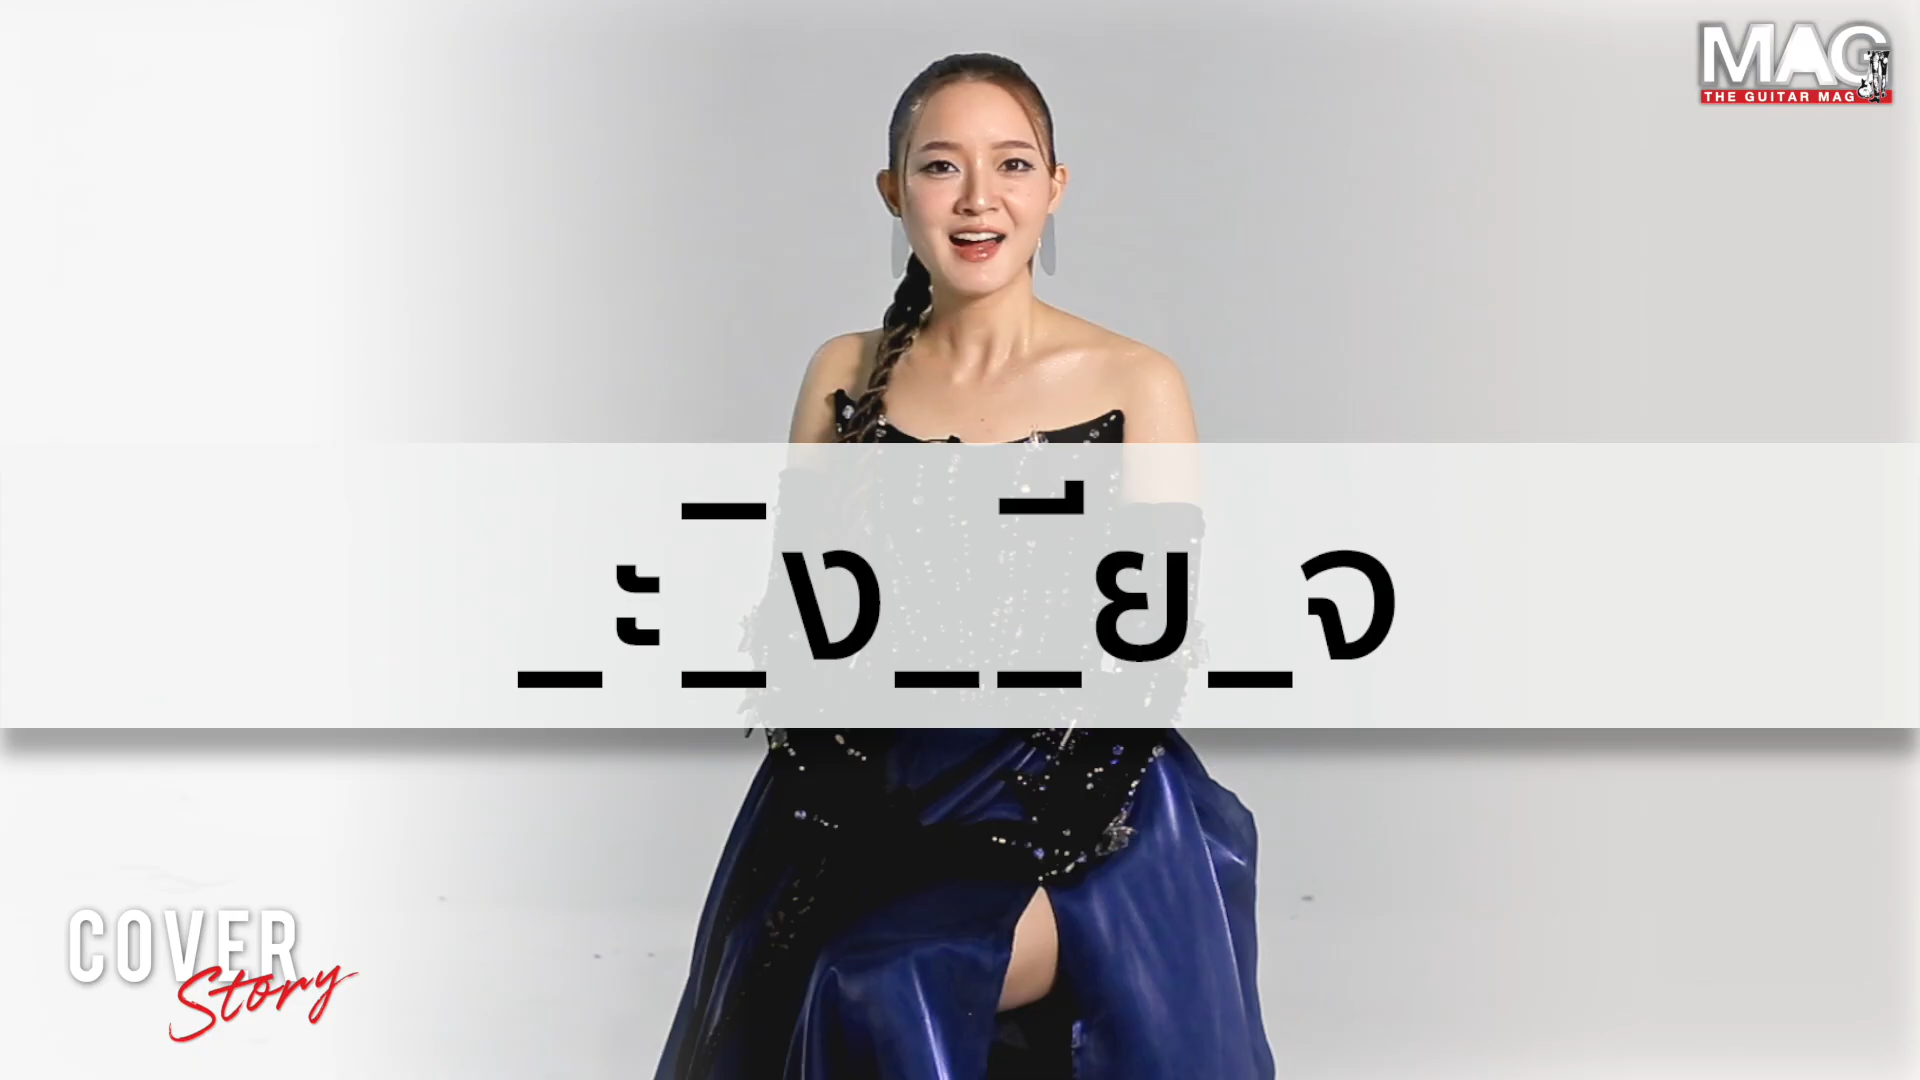 MAG
THE GUITAR MAG
_ะ_ิง__ีย_จ
COVER
Story